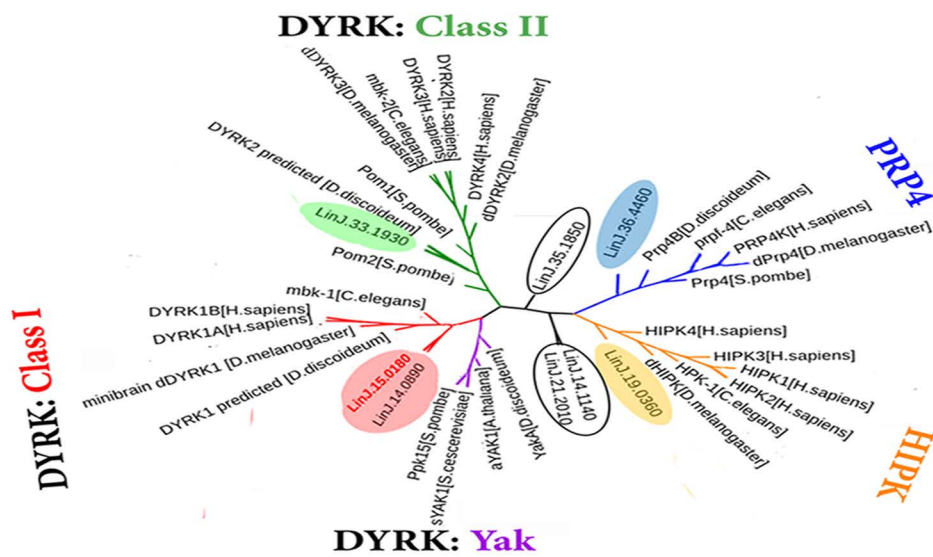 DYRK: Class II
dDYRK3[D.melanogaster]
mbk-2[C.elegans]
DYRK3[H.sapiens]
DYRK2[H.sapiens]
DYRK4[H.sapiens]
dDYRK2[D.melanogaster]
DYRK2 predicted [D.discoideum]
Pom1[S.pombe]
LinJ.33.1930
Pom2[S.pombe]
LinJ.35.1850
LinJ.36.4460
PRP4
Prp4B[D.discoideum]
prpf-4[C.elegans]
PRP4K[H.sapiens]
dPrp4[D.melanogaster]
Prp4[S.pombe]
DYRK: Class I
mbk-1[C.elegans]
DYRK1B[H.sapiens]
DYRK1A[H.sapiens]
minibrain dDYRK1 [D.melanogaster]
DYRK1 predicted [D.discoideum]
LinJ.15.0180
LinJ.14.0890
Ppk15[S.pombe]
sYAK1[S.cescerevisiae]
aYAK1[A.thaliana]
YakA[D.discoideum]
LinJ.14.1140
LinJ.21.2010
LinJ.19.0360
HIPK4[H.sapiens]
HIPK3[H.sapiens]
HIPK1[H.sapiens]
HIPK2[H.sapiens]
HPK-1[C.elegans]
dHIPK[D.melanogaster]
HIPK
DYRK: Yak